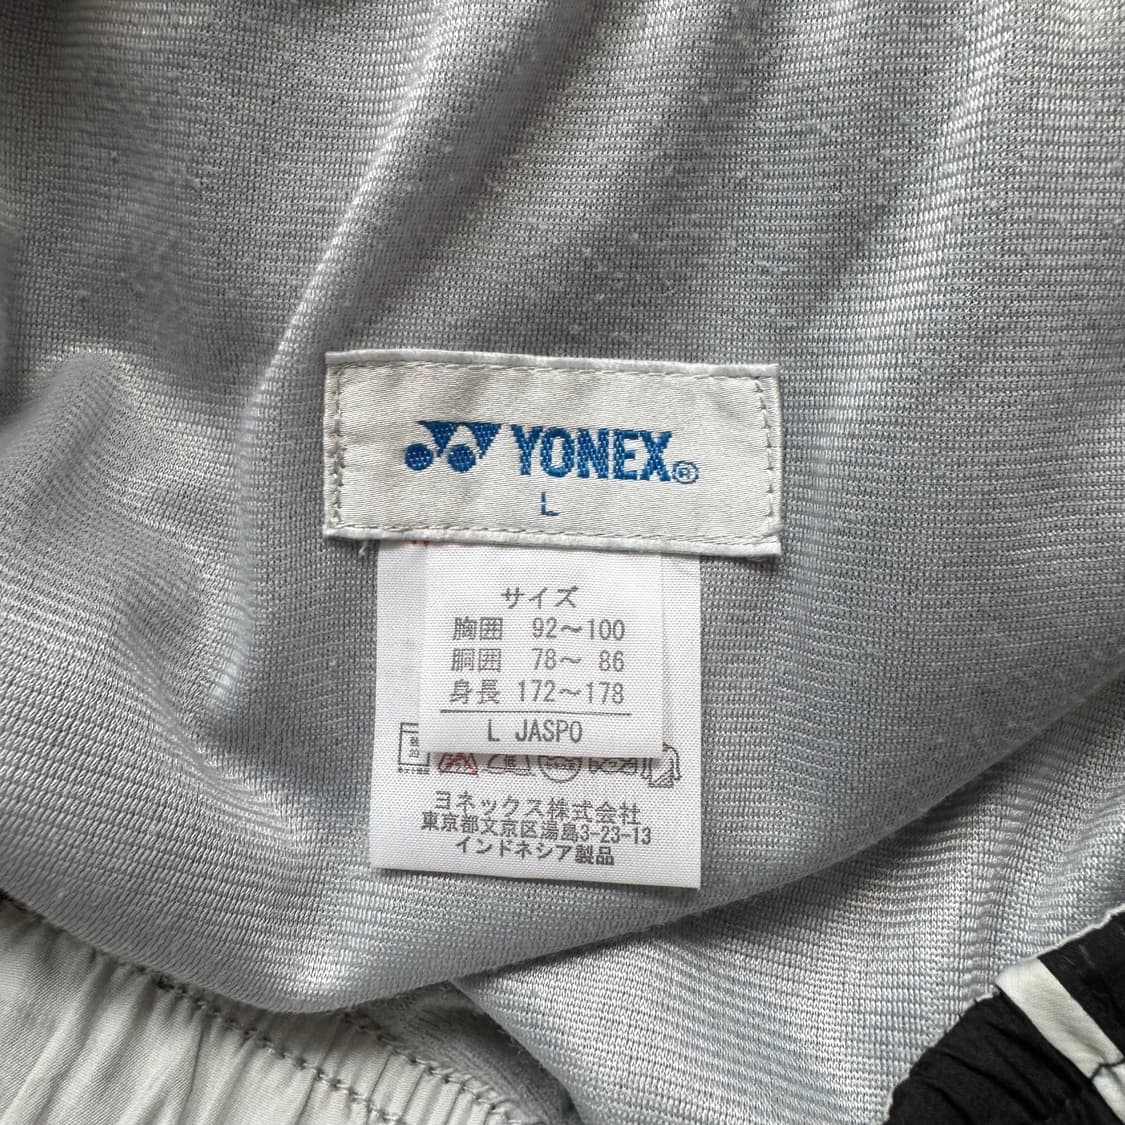 YONEX®
L
サイズ
胸囲 92～100
胴囲 78～ 86
身長 172～178
L JASPO
ヨネックス株式会社
東京都文京区湯島3-23-13
インドネシア製品